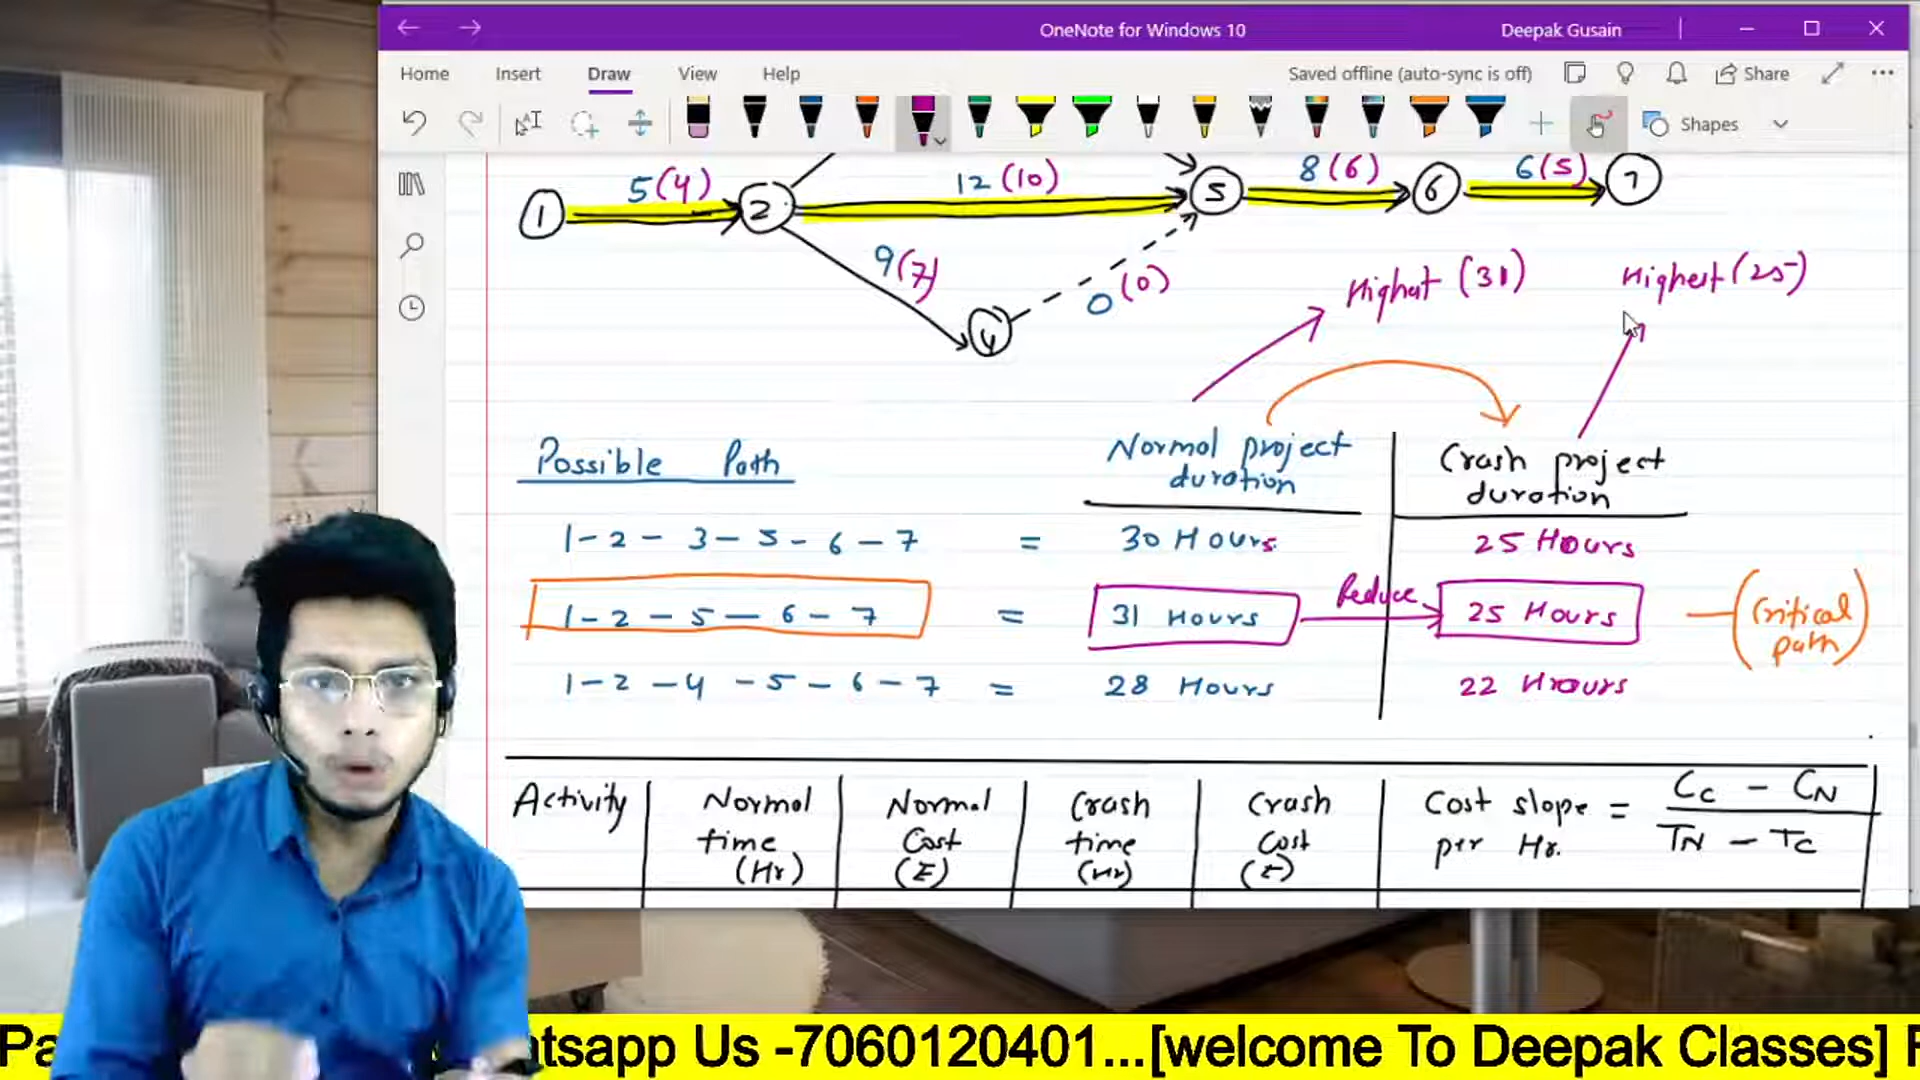 OneNote for Windows 10
Deepak Gusain
Home Insert Draw View Help
Saved offline (auto-sync is off)
Share
Shapes
1 5(4) 2 12(10) 5 8(6) 6 6(5) 7
9(7)
0(0)
4
Highest (31)
Highest (25)
Possible Path
Normal project
duration
Crash project
duration
1-2-3-5-6-7 = 30 Hours 25 Hours
1-2-5-6-7 = 31 Hours Reduce 25 Hours
(Critical
path)
1-2-4-5-6-7 = 28 Hours 22 Hours
Activity
Normal
time
(Hr)
Normal
Cost
(₹)
Crash
time
(Hr)
Crash
Cost
(₹)
Cost slope =
per Hr.
Cc - CN
TN - Tc
Pa
tsapp Us -7060120401...[welcome To Deepak Classes] F